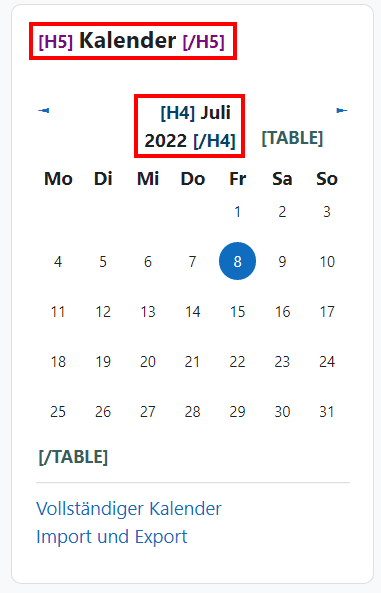 [H5] Kalender [/H5]
◄ [H4] Juli ►
2022 [/H4] [TABLE]
Mo Di Mi Do Fr Sa So
1 2 3
4 5 6 7 8 9 10
11 12 13 14 15 16 17
18 19 20 21 22 23 24
25 26 27 28 29 30 31
[/TABLE]
Vollständiger Kalender
Import und Export